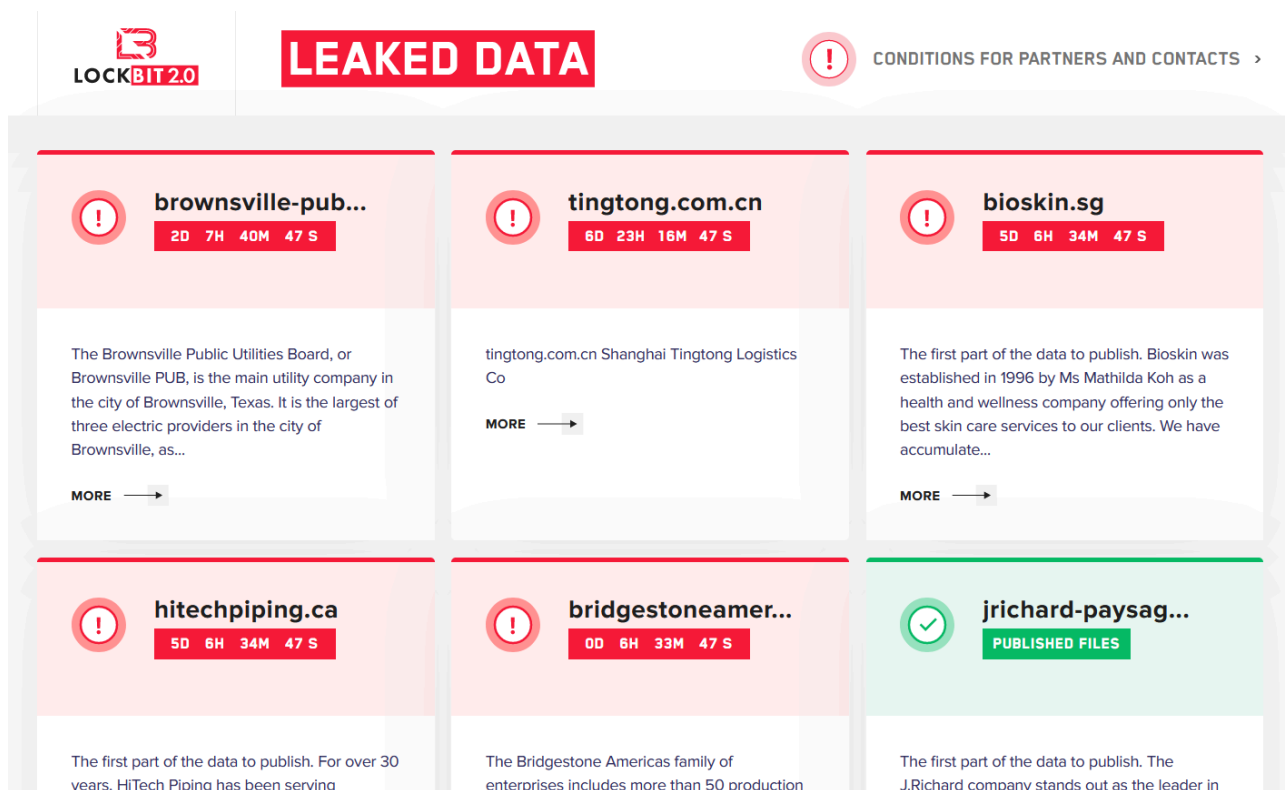 LOCKBIT 2.0
LEAKED DATA
CONDITIONS FOR PARTNERS AND CONTACTS >
brownsville-pub...
2D 7H 40M 47 S
The Brownsville Public Utilities Board, or
Brownsville PUB, is the main utility company in
the city of Brownsville, Texas. It is the largest of
three electric providers in the city of
Brownsville, as...
MORE
tingtong.com.cn
6D 23H 16M 47 S
tingtong.com.cn Shanghai Tingtong Logistics
Co
MORE
bioskin.sg
5D 6H 34M 47 S
The first part of the data to publish. Bioskin was
established in 1996 by Ms Mathilda Koh as a
health and wellness company offering only the
best skin care services to our clients. We have
accumulate...
MORE
hitechpiping.ca
5D 6H 34M 47 S
The first part of the data to publish. For over 30
years, HiTech Piping has been serving
bridgestoneamer...
0D 6H 33M 47 S
The Bridgestone Americas family of
enterprises includes more than 50 production
jrichard-paysag...
PUBLISHED FILES
The first part of the data to publish. The
J.Richard company stands out as the leader in